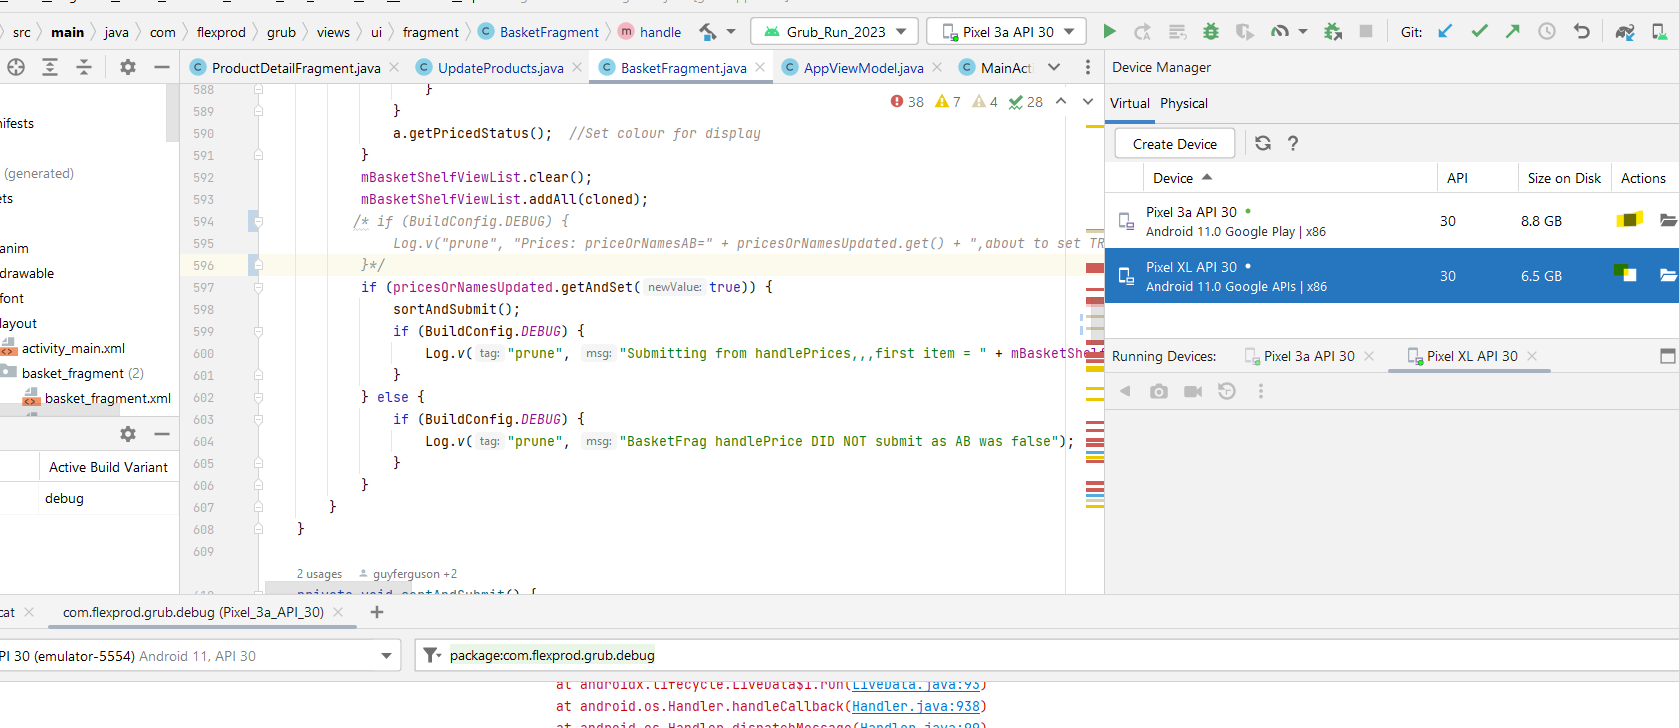 src main java com flexprod grub views ui fragment BasketFragment handle Grub_Run_2023 Pixel 3a API 30 Git:
ProductDetailFragment.java UpdateProducts.java BasketFragment.java AppViewModel.java MainActi
Device Manager
38 7 4 28
Virtual Physical
Create Device ?
Device API Size on Disk Actions
Pixel 3a API 30
Android 11.0 Google Play | x86
30 8.8 GB
Pixel XL API 30
Android 11.0 Google APIs | x86
30 6.5 GB
Running Devices: Pixel 3a API 30 Pixel XL API 30
nifests
(generated)
ets
anim
drawable
font
layout
activity_main.xml
basket_fragment (2)
basket_fragment.xml
Active Build Variant
debug
588 }
589 }
590 a.getPricedStatus(); //Set colour for display
591 }
592 mBasketShelfViewList.clear();
593 mBasketShelfViewList.addAll(cloned);
594 /* if (BuildConfig.DEBUG) {
595 Log.v("prune", "Prices: priceOrNamesAB=" + pricesOrNamesUpdated.get() + ",about to set TR
596 }*/
597 if (pricesOrNamesUpdated.getAndSet( newValue: true)) {
598 sortAndSubmit();
599 if (BuildConfig.DEBUG) {
600 Log.v( tag: "prune", msg: "Submitting from handlePrices,,,first item = " + mBasketShelf
601 }
602 } else {
603 if (BuildConfig.DEBUG) {
604 Log.v( tag: "prune", msg: "BasketFrag handlePrice DID NOT submit as AB was false");
605 }
606 }
607 }
608 }
609
2 usages guyferguson +2
private void sortAndSubmit() {
cat com.flexprod.grub.debug (Pixel_3a_API_30)
PI 30 (emulator-5554) Android 11, API 30 package:com.flexprod.grub.debug
at androidx.lifecycle.LiveData$1.run(LiveData.java:93)
at android.os.Handler.handleCallback(Handler.java:938)
at android.os.Handler.dispatchMessage(Handler.java:99)